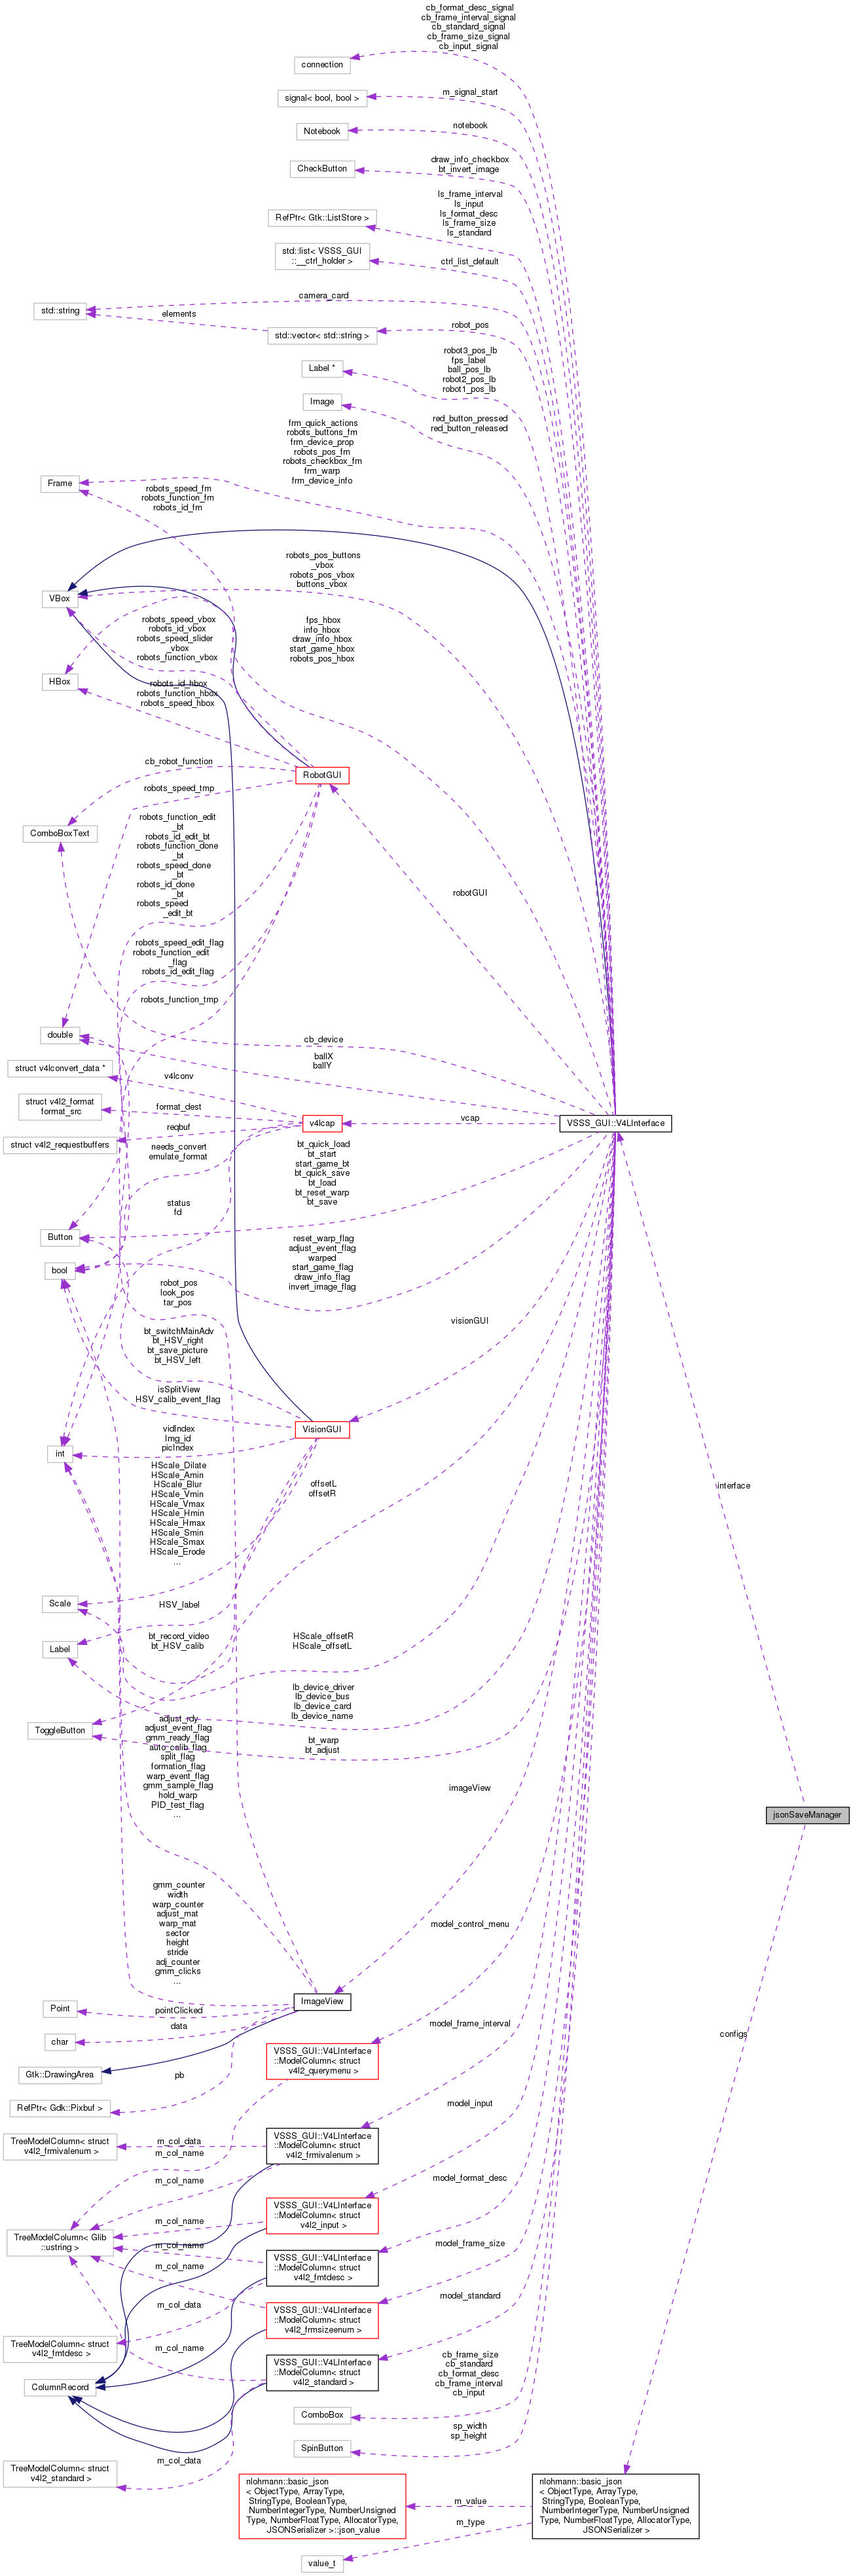 cb_format_desc_signal
cb_frame_interval_signal
cb_standard_signal
cb_frame_size_signal
cb_input_signal
connection
m_signal_start
signal< bool, bool >
notebook
Notebook
draw_info_checkbox
bt_invert_image
CheckButton
ls_frame_interval
ls_input
ls_format_desc
ls_frame_size
ls_standard
RefPtr< Gtk::ListStore >
std::list< VSSS_GUI
::__ctrl_holder >
ctrl_list_default
camera_card
std::string
elements
robot_pos
std::vector< std::string >
robot3_pos_lb
fps_label
ball_pos_lb
robot2_pos_lb
robot1_pos_lb
Label *
Image
red_button_pressed
red_button_released
frm_quick_actions
robots_buttons_fm
frm_device_prop
robots_pos_fm
robots_checkbox_fm
frm_warp
frm_device_info
Frame
robots_speed_fm
robots_function_fm
robots_id_fm
robots_pos_buttons
_vbox
robots_pos_vbox
buttons_vbox
VBox
robots_speed_vbox
robots_id_vbox
robots_speed_slider
_vbox
robots_function_vbox
fps_hbox
info_hbox
draw_info_hbox
start_game_hbox
robots_pos_hbox
HBox
robots_id_hbox
robots_function_hbox
robots_speed_hbox
cb_robot_function
RobotGUI
robots_speed_tmp
ComboBoxText
robots_function_edit
_bt
robots_id_edit_bt
robots_function_done
_bt
robots_speed_done
_bt
robots_id_done
_bt
robots_speed
_edit_bt
robotGUI
robots_speed_edit_flag
robots_function_edit
_flag
robots_id_edit_flag
robots_function_tmp
double
cb_device
ballX
ballY
struct v4lconvert_data *
v4lconv
struct v4l2_format
format_src
format_dest
v4lcap
vcap
VSSS_GUI::V4LInterface
reqbuf
struct v4l2_requestbuffers
needs_convert
emulate_format
bt_quick_load
bt_start
start_game_bt
bt_quick_save
bt_load
bt_reset_warp
bt_save
status
fd
Button
reset_warp_flag
adjust_event_flag
warped
start_game_flag
draw_info_flag
invert_image_flag
bool
robot_pos
look_pos
tar_pos
visionGUI
bt_switchMainAdv
bt_HSV_right
bt_save_picture
bt_HSV_left
isSplitView
HSV_calib_event_flag
VisionGUI
vidIndex
Img_id
picIndex
int
HScale_Dilate
HScale_Amin
HScale_Blur
HScale_Vmin
HScale_Vmax
HScale_Hmin
HScale_Hmax
HScale_Smin
HScale_Smax
HScale_Erode
...
offsetL
offsetR
interface
Scale
HSV_label
Label
bt_record_video
bt_HSV_calib
HScale_offsetR
HScale_offsetL
lb_device_driver
lb_device_bus
lb_device_card
lb_device_name
ToggleButton
bt_warp
bt_adjust
adjust_rdy
adjust_event_flag
gmm_ready_flag
auto_calib_flag
split_flag
formation_flag
warp_event_flag
gmm_sample_flag
hold_warp
PID_test_flag
...
imageView
jsonSaveManager
gmm_counter
width
warp_counter
adjust_mat
warp_mat
sector
height
stride
adj_counter
gmm_clicks
...
model_control_menu
ImageView
Point
pointClicked
data
char
model_frame_interval
configs
Gtk::DrawingArea
pb
VSSS_GUI::V4LInterface
::ModelColumn< struct
v4l2_querymenu >
RefPtr< Gdk::Pixbuf >
model_input
TreeModelColumn< struct
v4l2_frmivalenum >
m_col_data
m_col_name
VSSS_GUI::V4LInterface
::ModelColumn< struct
v4l2_frmivalenum >
m_col_name
model_format_desc
VSSS_GUI::V4LInterface
::ModelColumn< struct
v4l2_input >
m_col_name
TreeModelColumn< Glib
::ustring >
m_col_name
model_frame_size
VSSS_GUI::V4LInterface
::ModelColumn< struct
v4l2_fmtdesc >
m_col_name
m_col_data
model_standard
VSSS_GUI::V4LInterface
::ModelColumn< struct
v4l2_frmsizeenum >
TreeModelColumn< struct
v4l2_fmtdesc >
m_col_name
VSSS_GUI::V4LInterface
::ModelColumn< struct
v4l2_standard >
ColumnRecord
cb_frame_size
cb_standard
cb_format_desc
cb_frame_interval
cb_input
ComboBox
sp_width
sp_height
SpinButton
m_col_data
TreeModelColumn< struct
v4l2_standard >
nlohmann::basic_json
< ObjectType, ArrayType,
StringType, BooleanType,
NumberIntegerType, NumberUnsigned
Type, NumberFloatType, AllocatorType,
JSONSerializer >::json_value
m_value
m_type
nlohmann::basic_json
< ObjectType, ArrayType,
StringType, BooleanType,
NumberIntegerType, NumberUnsigned
Type, NumberFloatType, AllocatorType,
JSONSerializer >
value_t